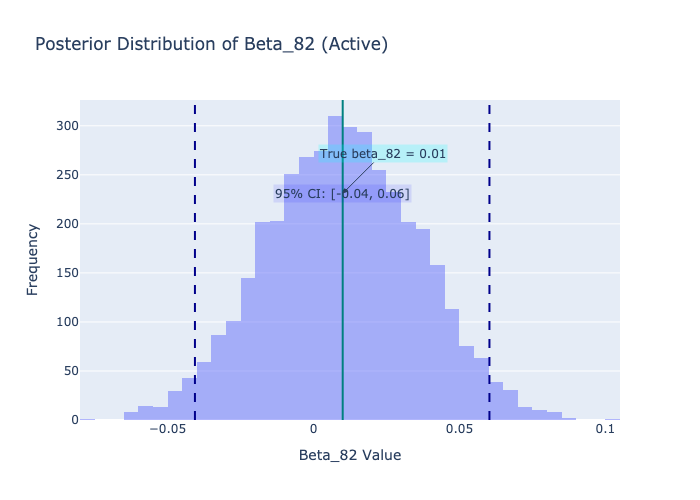 Posterior Distribution of Beta_82 (Active)
300
250
200
150
100
50
0
Frequency
True beta_82 = 0.01
95% CI: [-0.04, 0.06]
−0.05
0
0.05
0.1
Beta_82 Value